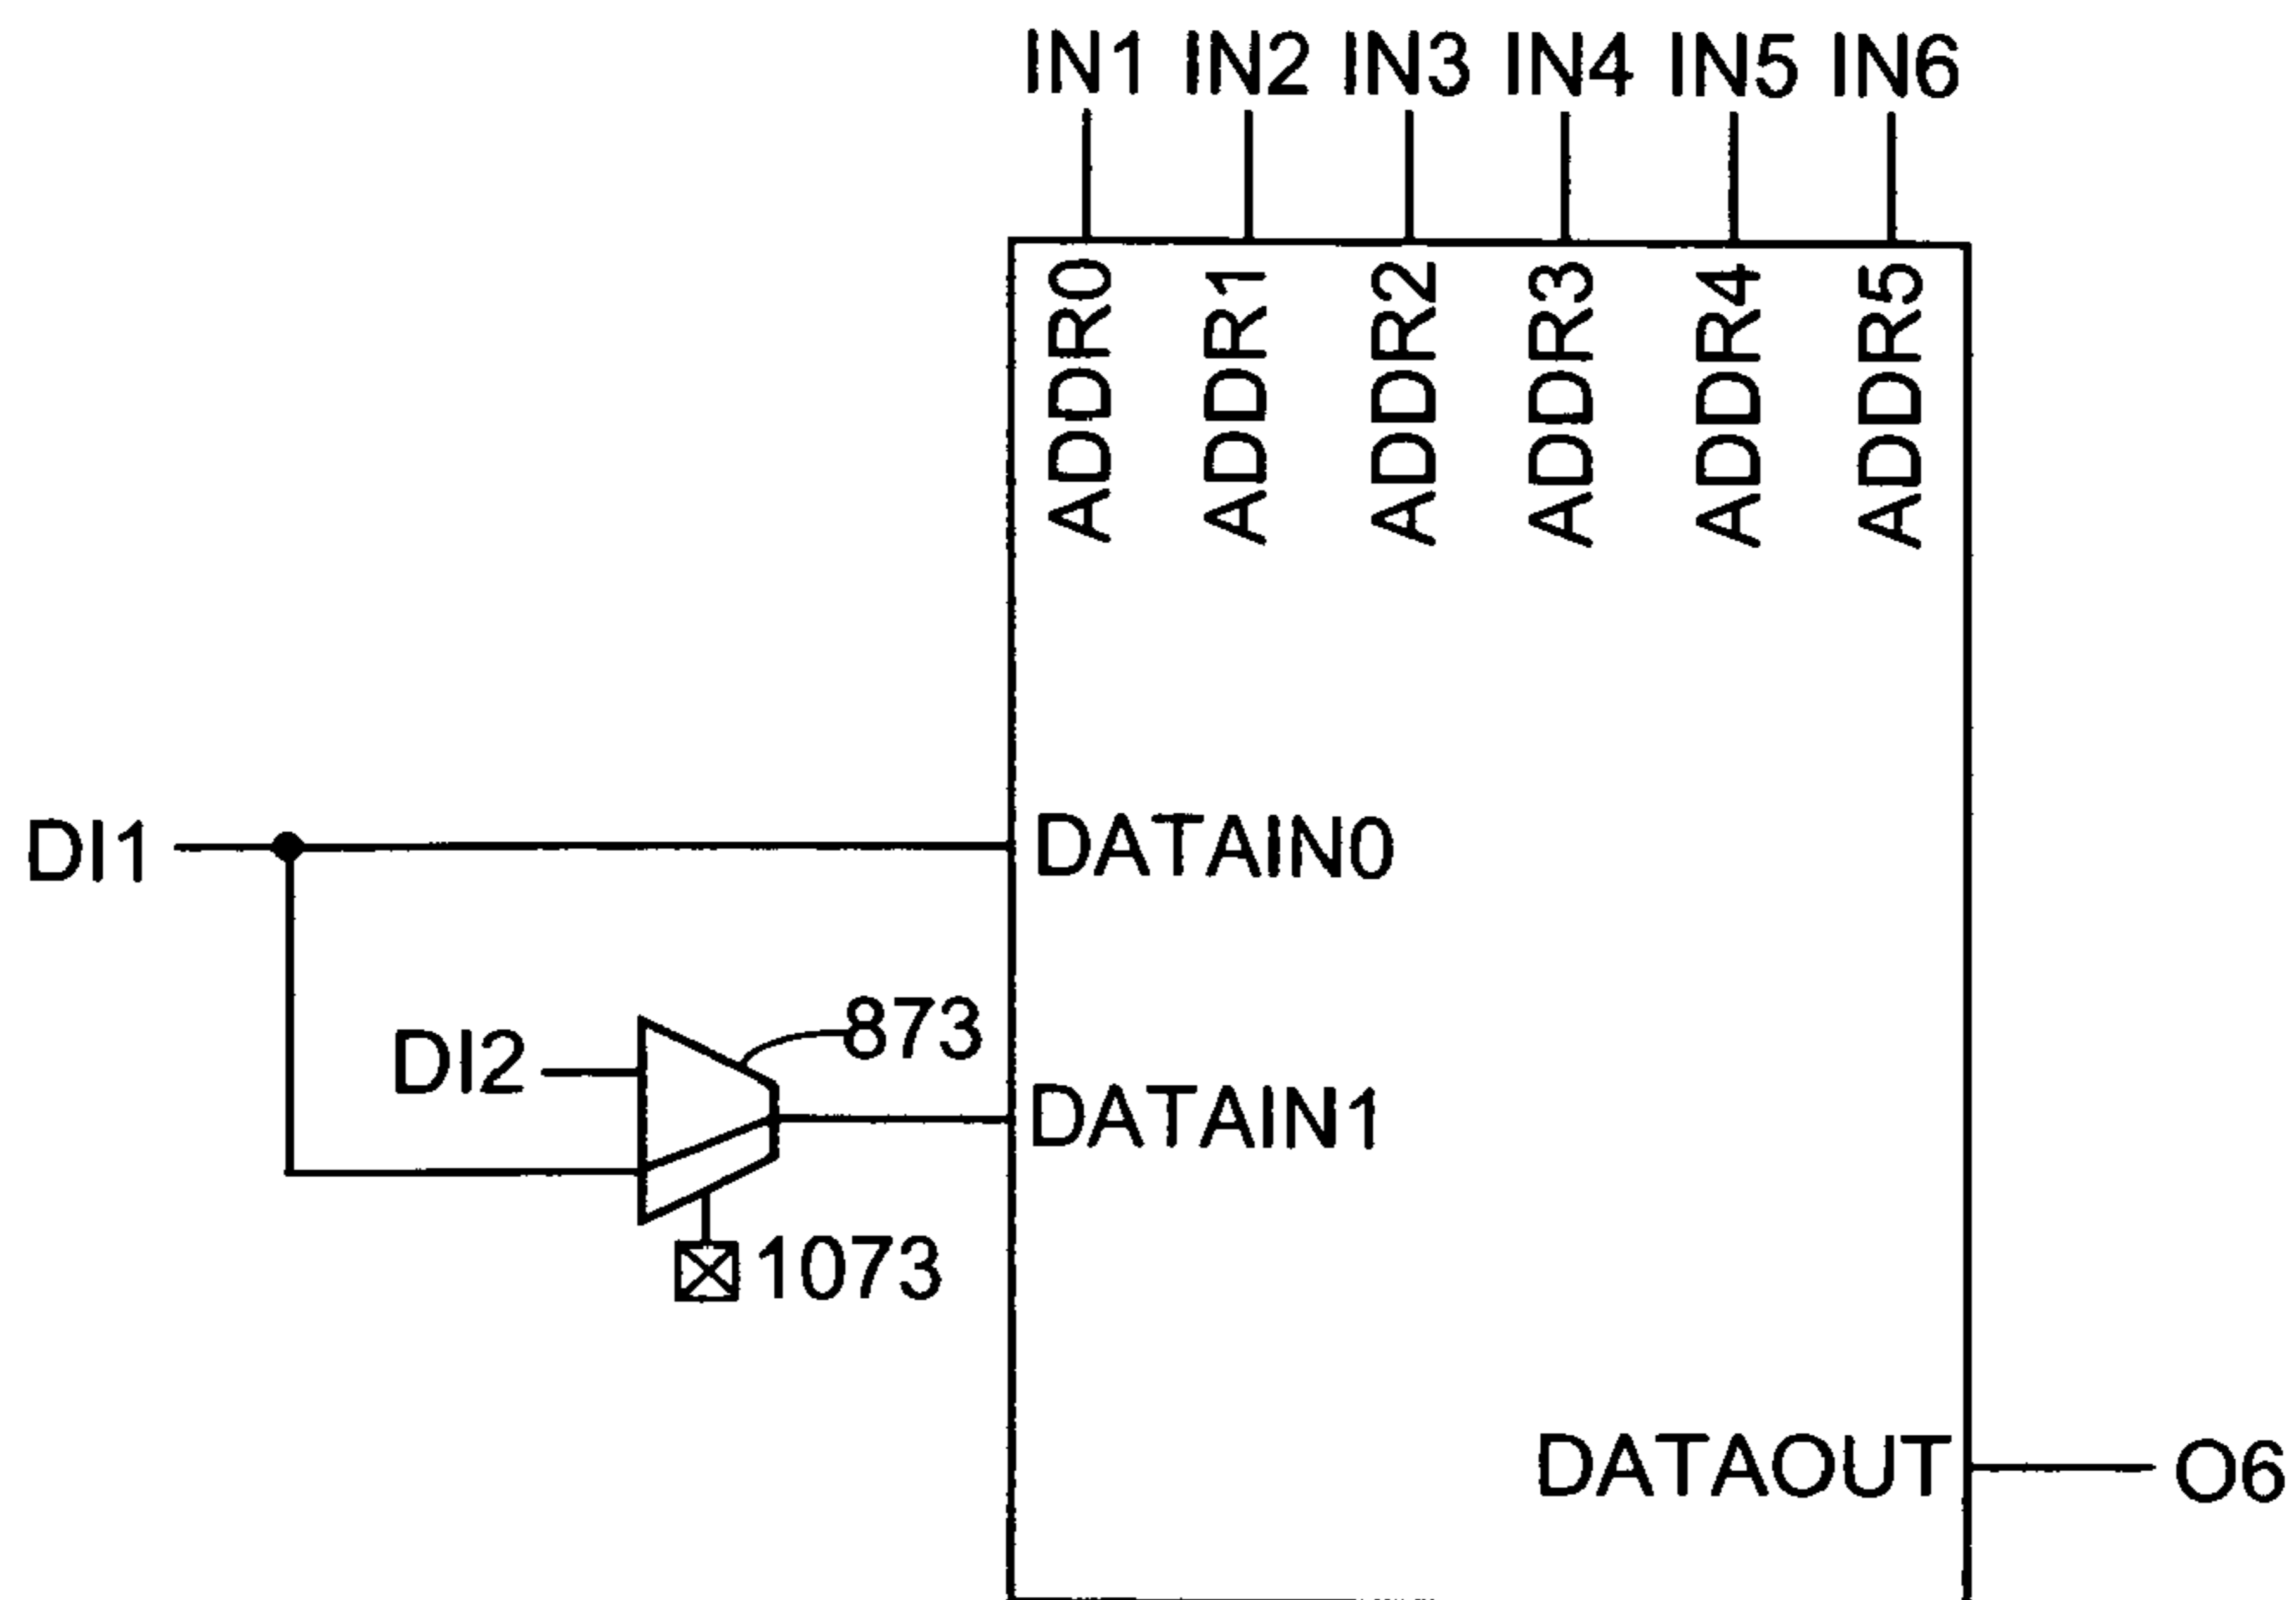 IN1 IN2 IN3 IN4 IN5 IN6
ADDR0 ADDR1 ADDR2 ADDR3 ADDR4 ADDR5
DI1 DATAIN0
873
DI2 DATAIN1
1073
DATAOUT O6